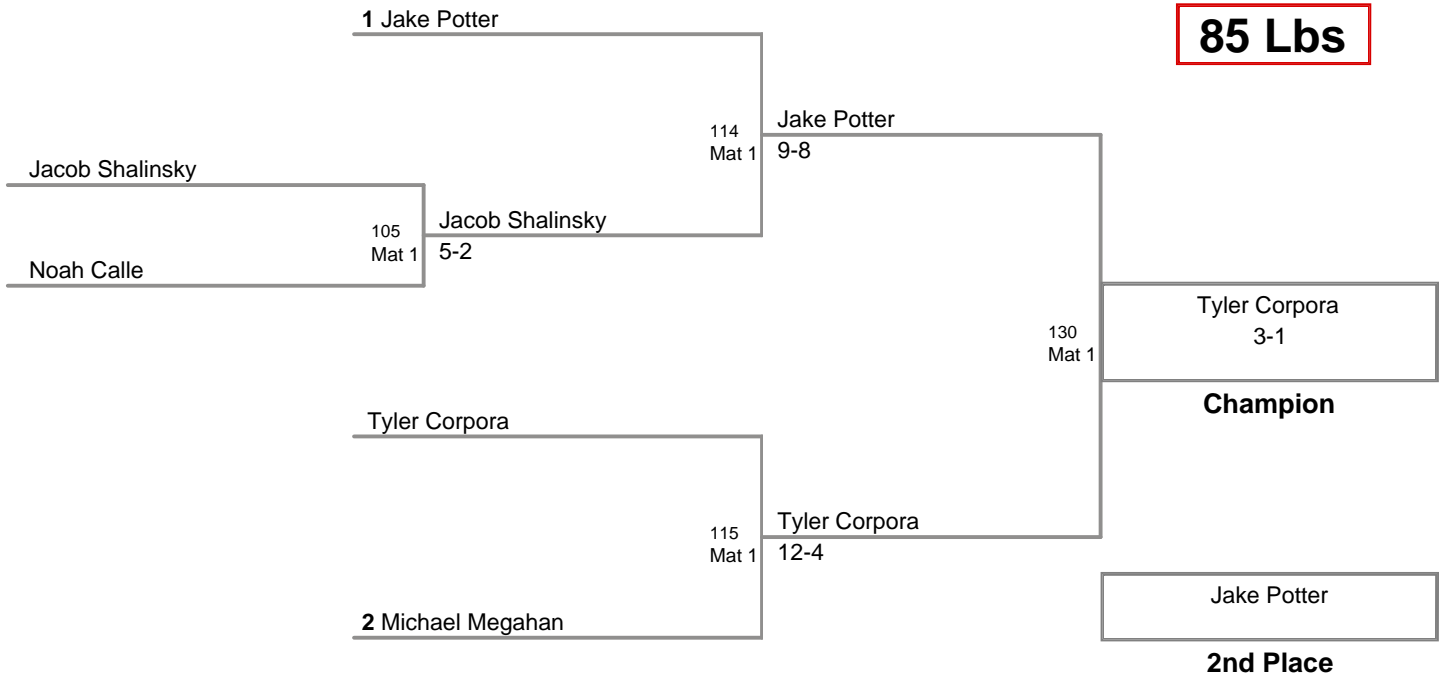 1 Jake Potter
85 Lbs
114
Mat 1
Jake Potter
9-8
Jacob Shalinsky
105
Mat 1
Jacob Shalinsky
5-2
Noah Calle
130
Mat 1
Tyler Corpora
3-1
Champion
Tyler Corpora
115
Mat 1
Tyler Corpora
12-4
2 Michael Megahan
Jake Potter
2nd Place